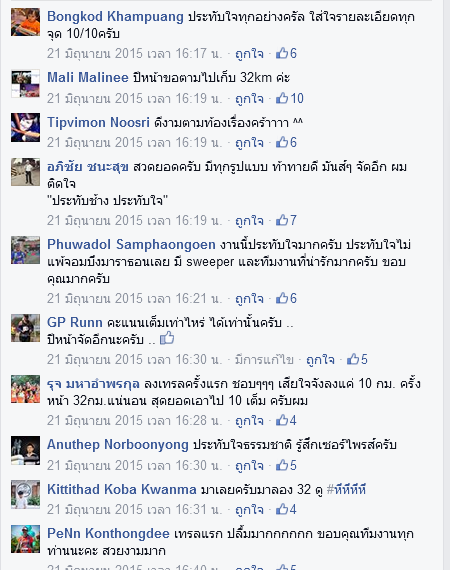 Bongkod Khampuang ประทับใจทุกอย่างครัล ใส่ใจรายละเอียดทุก
จุด 10/10ครับ
21 มิถุนายน 2015 เวลา 16:17 น. · ถูกใจ · 6
Mali Malinee ปีหน้าขอตามไปเก็บ 32km ค่ะ
21 มิถุนายน 2015 เวลา 16:19 น. · ถูกใจ · 10
Tipvimon Noosri ดีงามตามท้องเรื่องคร้าาาา ^^
21 มิถุนายน 2015 เวลา 16:19 น. · ถูกใจ · 6
อภิชัย ชนะสุข สวดยอดครับ มีทุกรูปแบบ ท้าทายดี มันส์ๆ จัดอีก ผม
ติดใจ
"ประทับช้าง ประทับใจ"
21 มิถุนายน 2015 เวลา 16:19 น. · ถูกใจ · 7
Phuwadol Samphaongoen งานนี้ประทับใจมากครับ ประทับใจไม่
แพ้จอมบึงมาราธอนเลย มี sweeper และทีมงานที่น่ารักมากครับ ขอบ
คุณมากครับ
21 มิถุนายน 2015 เวลา 16:21 น. · ถูกใจ · 6
GP Runn คะแนนเต็มเท่าไหร่ ได้เท่านั้นครับ ..
ปีหน้าจัดอีกนะครับ ..
21 มิถุนายน 2015 เวลา 16:30 น. · มีการแก้ไข · ถูกใจ · 5
รุจ มหาอำพรกุล ลงเทรลครั้งแรก ชอบๆๆๆ เสียใจจังลงแค่ 10 กม. ครั้ง
หน้า 32กม.แน่นอน สุดยอดเอาไป 10 เต็ม ครับผม
21 มิถุนายน 2015 เวลา 16:28 น. · ถูกใจ · 4
Anuthep Norboonyong ประทับใจธรรมชาติ รู้สึกเซอร์ไพรส์ครับ
21 มิถุนายน 2015 เวลา 16:30 น. · ถูกใจ · 5
Kittithad Koba Kwanma มาเลยครับมาลอง 32 ดู #หึหึหึหึ
21 มิถุนายน 2015 เวลา 16:31 น. · ถูกใจ · 4
PeNn Konthongdee เทรลแรก ปลื้มมากกกกกก ขอบคุณทีมงานทุก
ท่านนะคะ สวยงามมาก
21 มิถุนายน 2015 เวลา 16:40 น. · ถูกใจ · 5